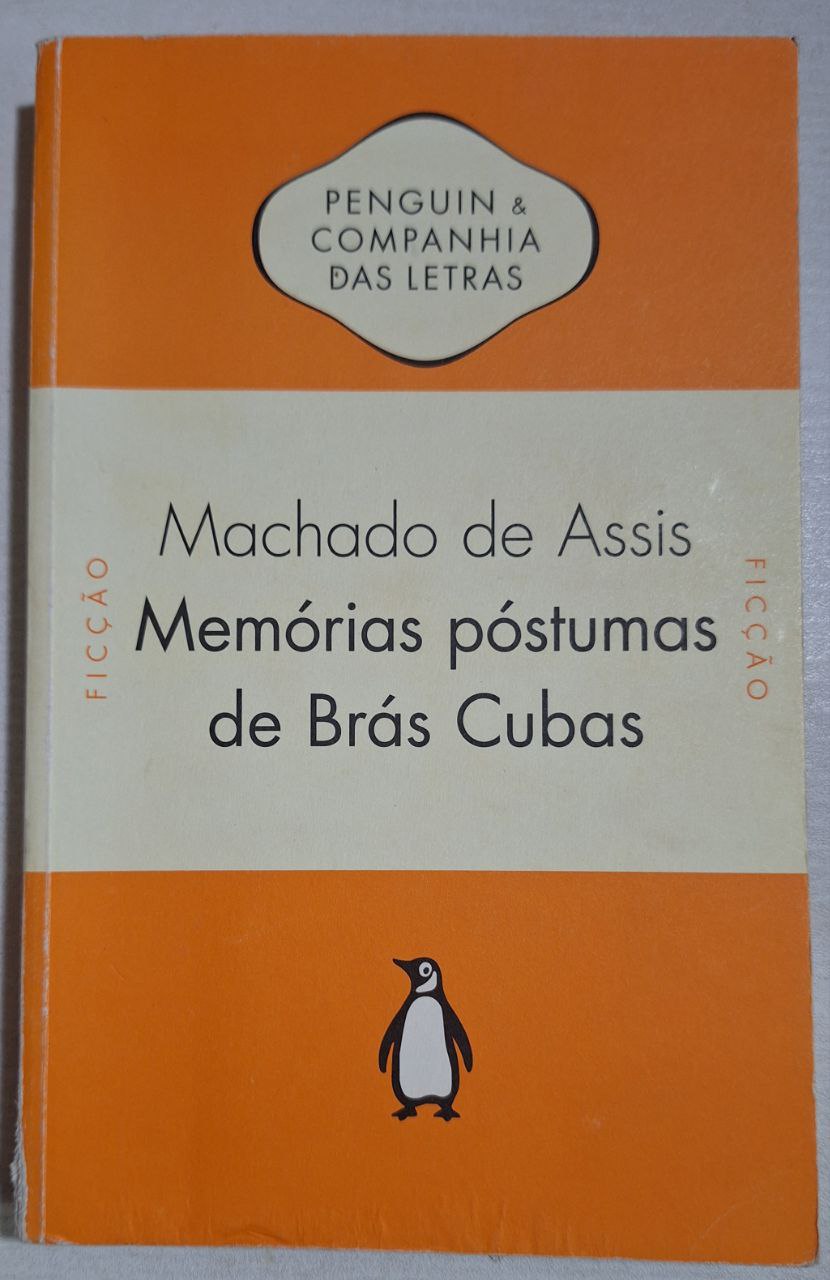 PENGUIN &
COMPANHIA
DAS LETRAS
Machado de Assis
Memórias póstumas
de Brás Cubas
FICÇÃO
FICÇÃO